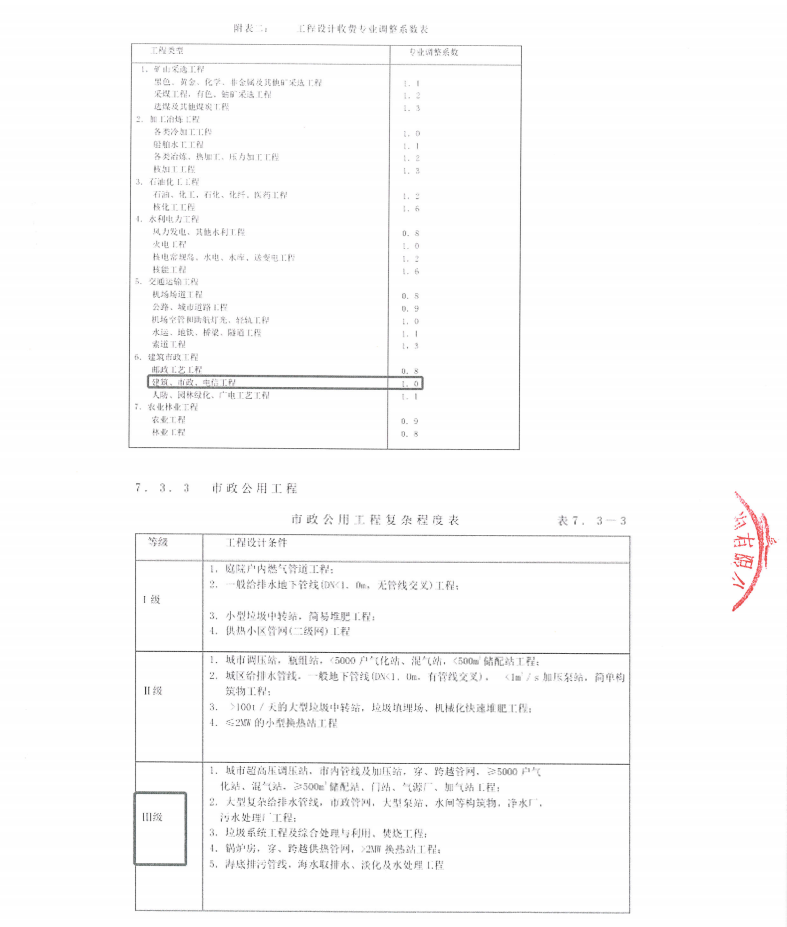 附表二： 工程设计收费专业调整系数表
工程类型 专业调整系数
1．矿山采选工程
黑色、黄金、化学、非金属及其他矿采选工程 1．1
采煤工程，有色、铀矿采选工程 1．2
选煤及其他煤炭工程 1．3
2．加工冶炼工程
各类冷加工工程 1．0
船舶水工工程 1．1
各类冶炼、热加工、压力加工工程 1．2
核加工工程 1．3
3．石油化工工程
石油、化工、石化、化纤、医药工程 1．2
核化工工程 1．6
4．水利电力工程
风力发电、其他水利工程 0．8
火电工程 1．0
核电常规岛、水电、水库、送变电工程 1．2
核能工程 1．6
5．交通运输工程
机场场道工程 0．8
公路、城市道路工程 0．9
机场空管和助航灯光、轻轨工程 1．0
水运、地铁、桥梁、隧道工程 1．1
索道工程 1．3
6．建筑市政工程
邮政工艺工程 0．8
建筑、市政、电信工程 1．0
人防、园林绿化、广电工艺工程 1．1
7．农业林业工程
农业工程 0．9
林业工程 0．8
7．3．3 市政公用工程
市政公用工程复杂程度表 表7．3－3
等级 工程设计条件
Ⅰ级
1．庭院户内燃气管道工程；
2．一般给排水地下管线(DN<1．0m，无管线交叉)工程；
3．小型垃圾中转站，简易堆肥工程；
4．供热小区管网(二级网)工程
Ⅱ级
1．城市调压站，瓶组站，<5000户气化站、混气站，<500m³储配站工程；
2．城区给排水管线，一般地下管线(DN<1．0m，有管线交叉)，<1m³/s加压泵站，简单构
筑物工程；
3．>100t/天的大型垃圾中转站，垃圾填埋场、机械化快速堆肥工程；
4．≤2MW的小型换热站工程
Ⅲ级
1．城市超高压调压站，市内管线及加压站，穿、跨越管网，≥5000户气
化站、混气站，≥500m³储配站、门站、气源厂、加气站工程；
2．大型复杂给排水管线，市政管网，大型泵站、水闸等构筑物，净水厂，
污水处理厂工程；
3．垃圾系统工程及综合处理与利用、焚烧工程；
4．锅炉房，穿、跨越供热管网，>2MW换热站工程；
5．海底排污管线，海水取排水、淡化及水处理工程
有限公